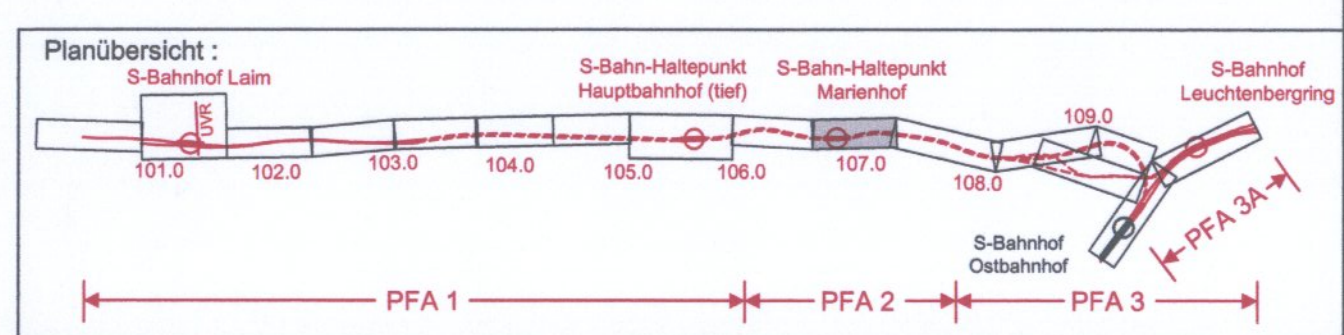 Planübersicht :
S-Bahnhof Laim
UVR
S-Bahn-Haltepunkt
Hauptbahnhof (tief)
S-Bahn-Haltepunkt
Marienhof
S-Bahnhof
Leuchtenbergring
101.0
102.0
103.0
104.0
105.0
106.0
107.0
108.0
109.0
S-Bahnhof
Ostbahnhof
PFA 3A
PFA 1
PFA 2
PFA 3